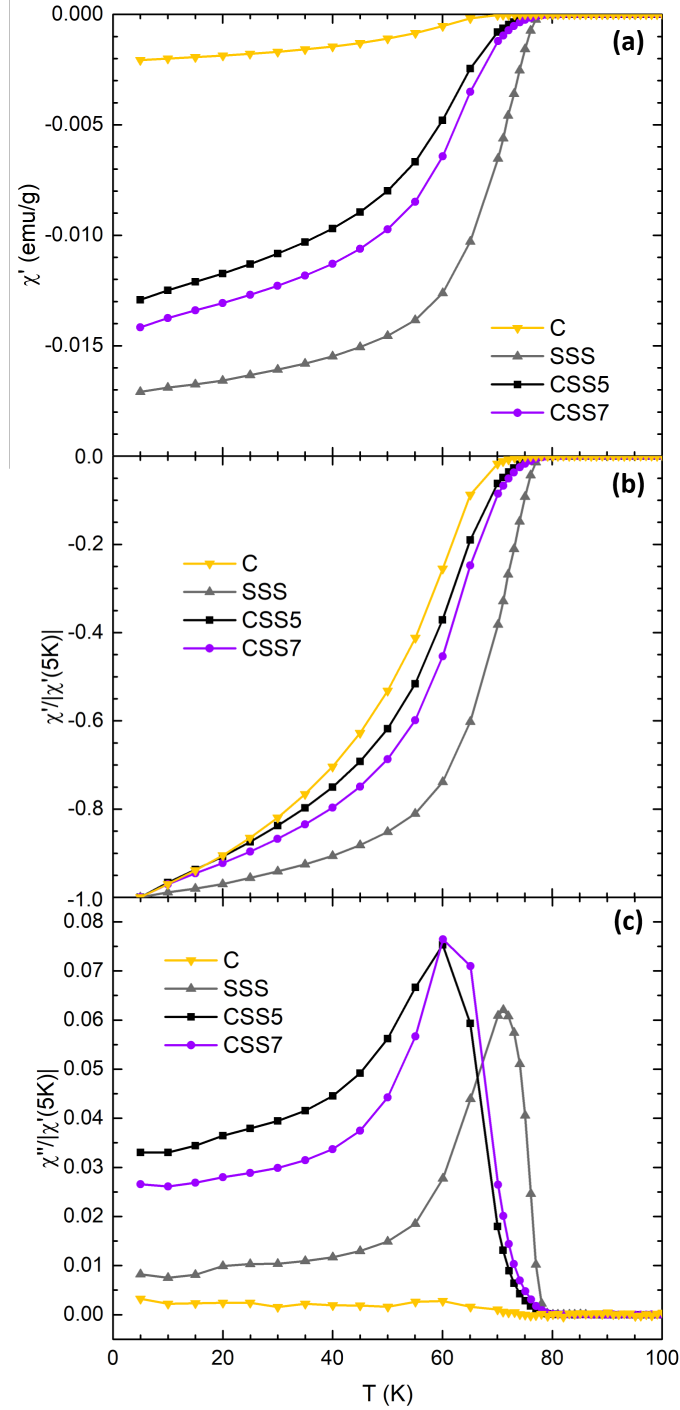 0.000
(a)
-0.005
-0.010
-0.015
χ' (emu/g)
C
SSS
CSS5
CSS7
0.0
(b)
-0.2
-0.4
-0.6
-0.8
-1.0
χ'/|χ'(5K)|
C
SSS
CSS5
CSS7
0.08
(c)
0.07
0.06
0.05
0.04
0.03
0.02
0.01
0.00
χ''/|χ'(5K)|
C
SSS
CSS5
CSS7
0 20 40 60 80 100
T (K)